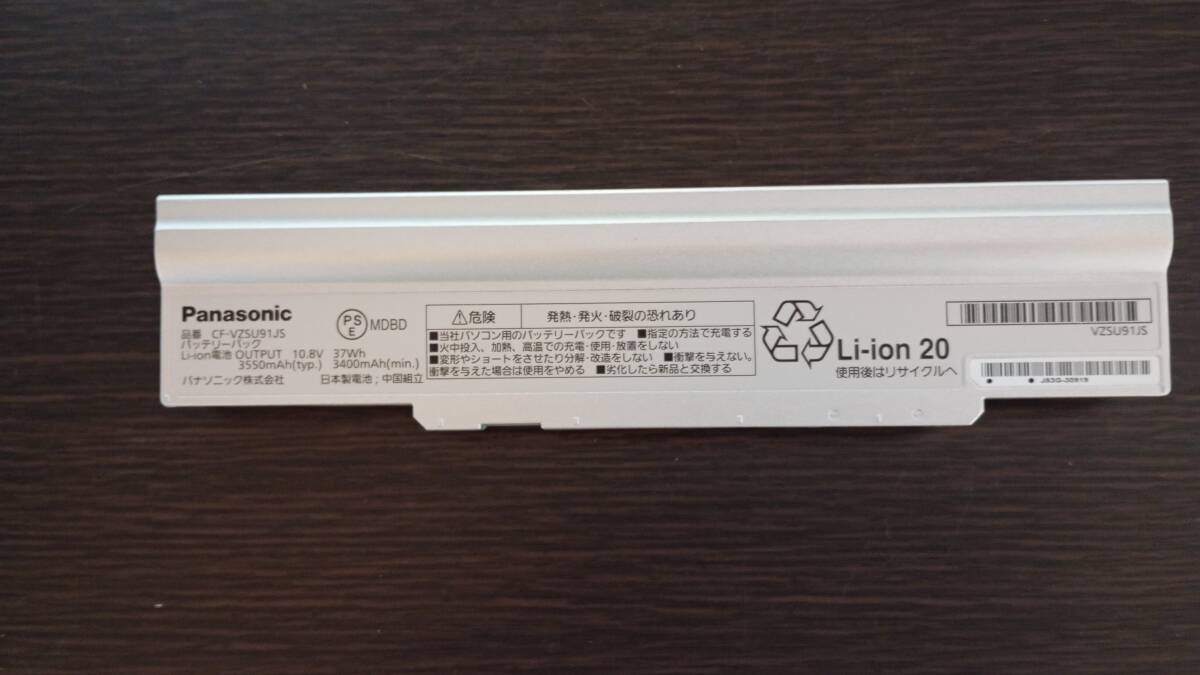 Panasonic
品番 CF-VZSU91JS
バッテリーパック
Li-ion電池 OUTPUT 10.8V 37Wh
3550mAh(typ.) 3400mAh(min.)
パナソニック株式会社 日本製電池；中国組立
PS
E
MDBD
⚠危険 発熱・発火・破裂の恐れあり
■当社パソコン用のバッテリーパックです ■指定の方法で充電する
■火中投入、加熱、高温での充電・使用・放置をしない
■変形やショートをさせたり分解・改造をしない ■衝撃を与えない。
衝撃を与えた場合は使用をやめる ■劣化したら新品と交換する
Li-ion 20
使用後はリサイクルへ
VZSU91JS